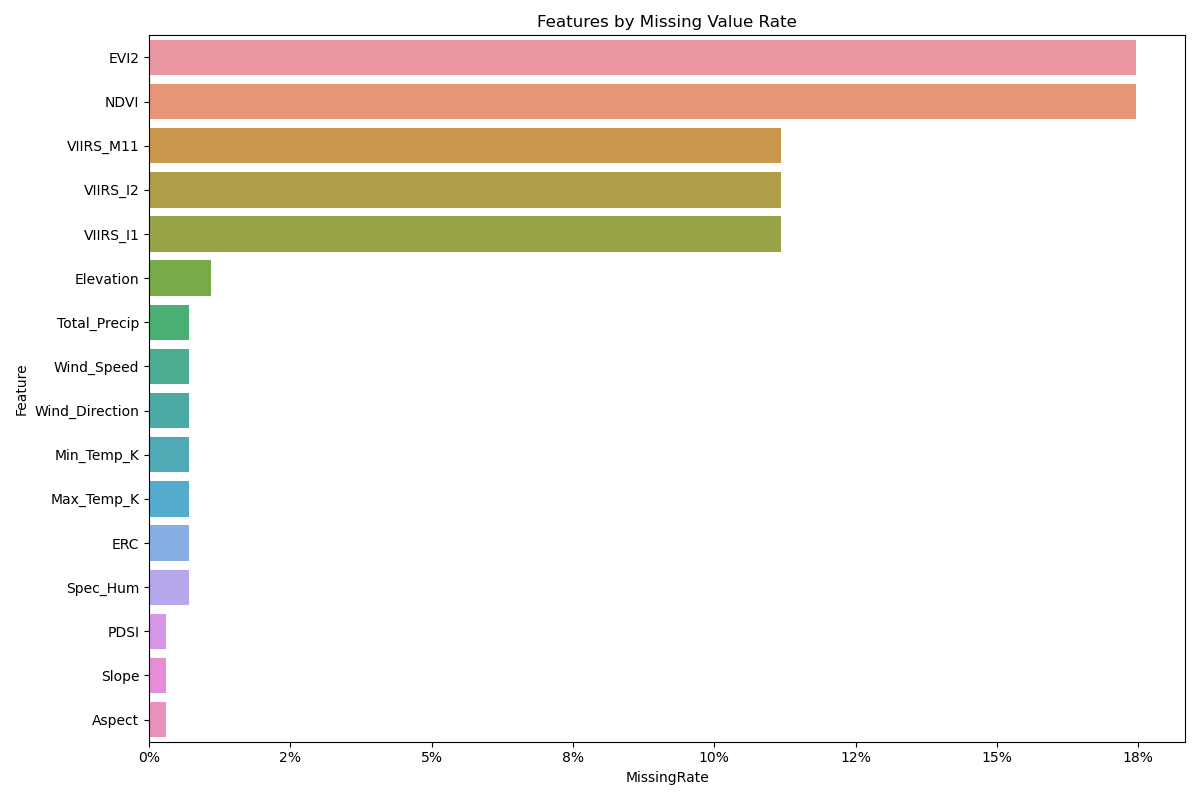 Features by Missing Value Rate
EVI2
NDVI
VIIRS_M11
VIIRS_I2
VIIRS_I1
Elevation
Total_Precip
Wind_Speed
Wind_Direction
Min_Temp_K
Max_Temp_K
ERC
Spec_Hum
PDSI
Slope
Aspect
Feature
0% 2% 5% 8% 10% 12% 15% 18%
MissingRate